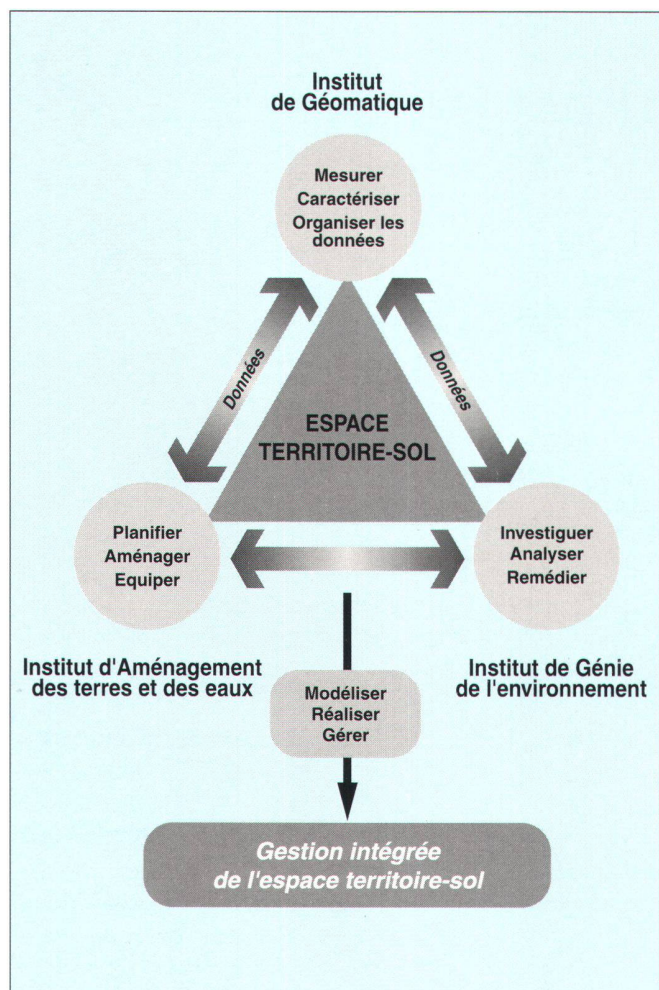 Institut
de Géomatique
Mesurer
Caractériser
Organiser les
données
Données
Données
ESPACE
TERRITOIRE-SOL
Planifier
Aménager
Equiper
Investiguer
Analyser
Remédier
Institut d'Aménagement
des terres et des eaux
Institut de Génie
de l'environnement
Modéliser
Réaliser
Gérer
Gestion intégrée
de l'espace territoire-sol